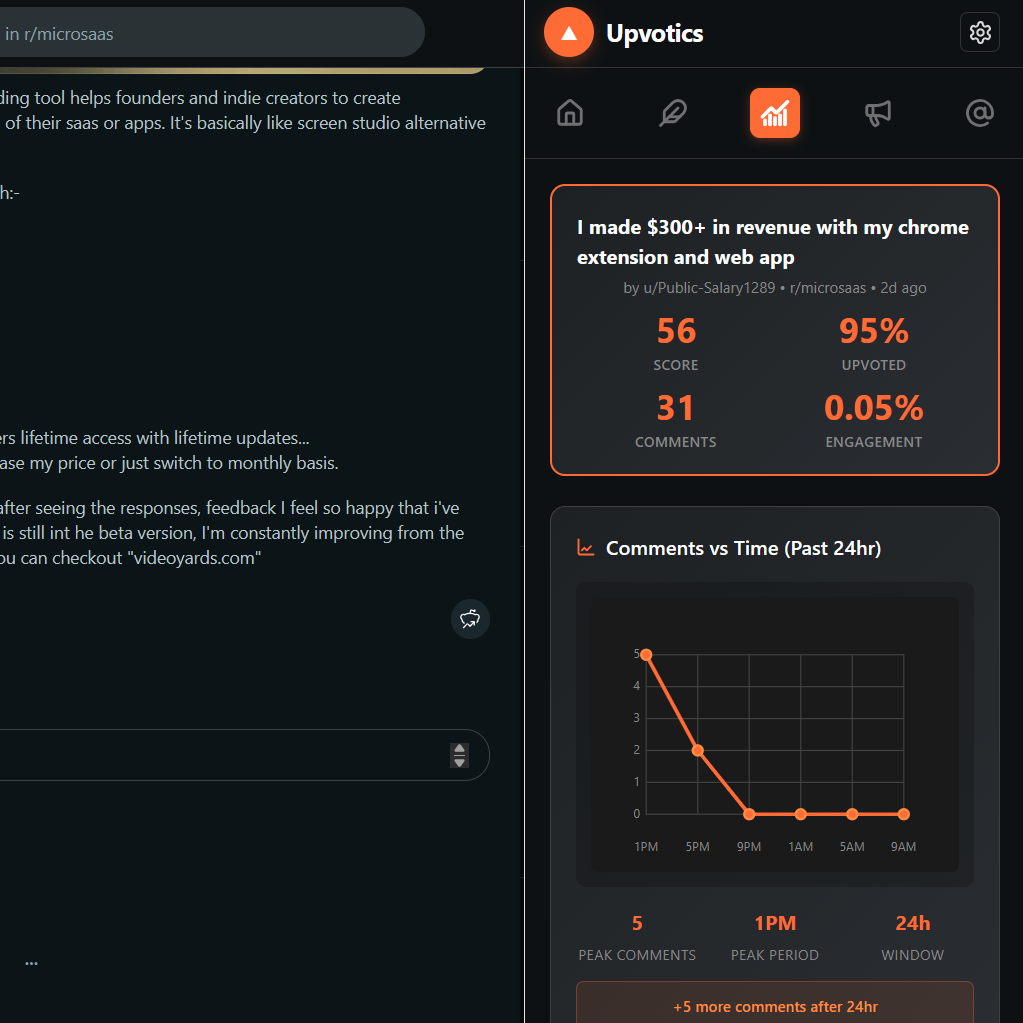 in r/microsaas
ding tool helps founders and indie creators to create
of their saas or apps. It's basically like screen studio alternative
h:-
ers lifetime access with lifetime updates...
ase my price or just switch to monthly basis.
after seeing the responses, feedback I feel so happy that i've
is still int he beta version, I'm constantly improving from the
ou can checkout "videoyards.com"
...
Upvotics
I made $300+ in revenue with my chrome
extension and web app
by u/Public-Salary1289 • r/microsaas • 2d ago
56 95%
SCORE UPVOTED
31 0.05%
COMMENTS ENGAGEMENT
Comments vs Time (Past 24hr)
5
4
3
2
1
0
1PM 5PM 9PM 1AM 5AM 9AM
5 1PM 24h
PEAK COMMENTS PEAK PERIOD WINDOW
+5 more comments after 24hr